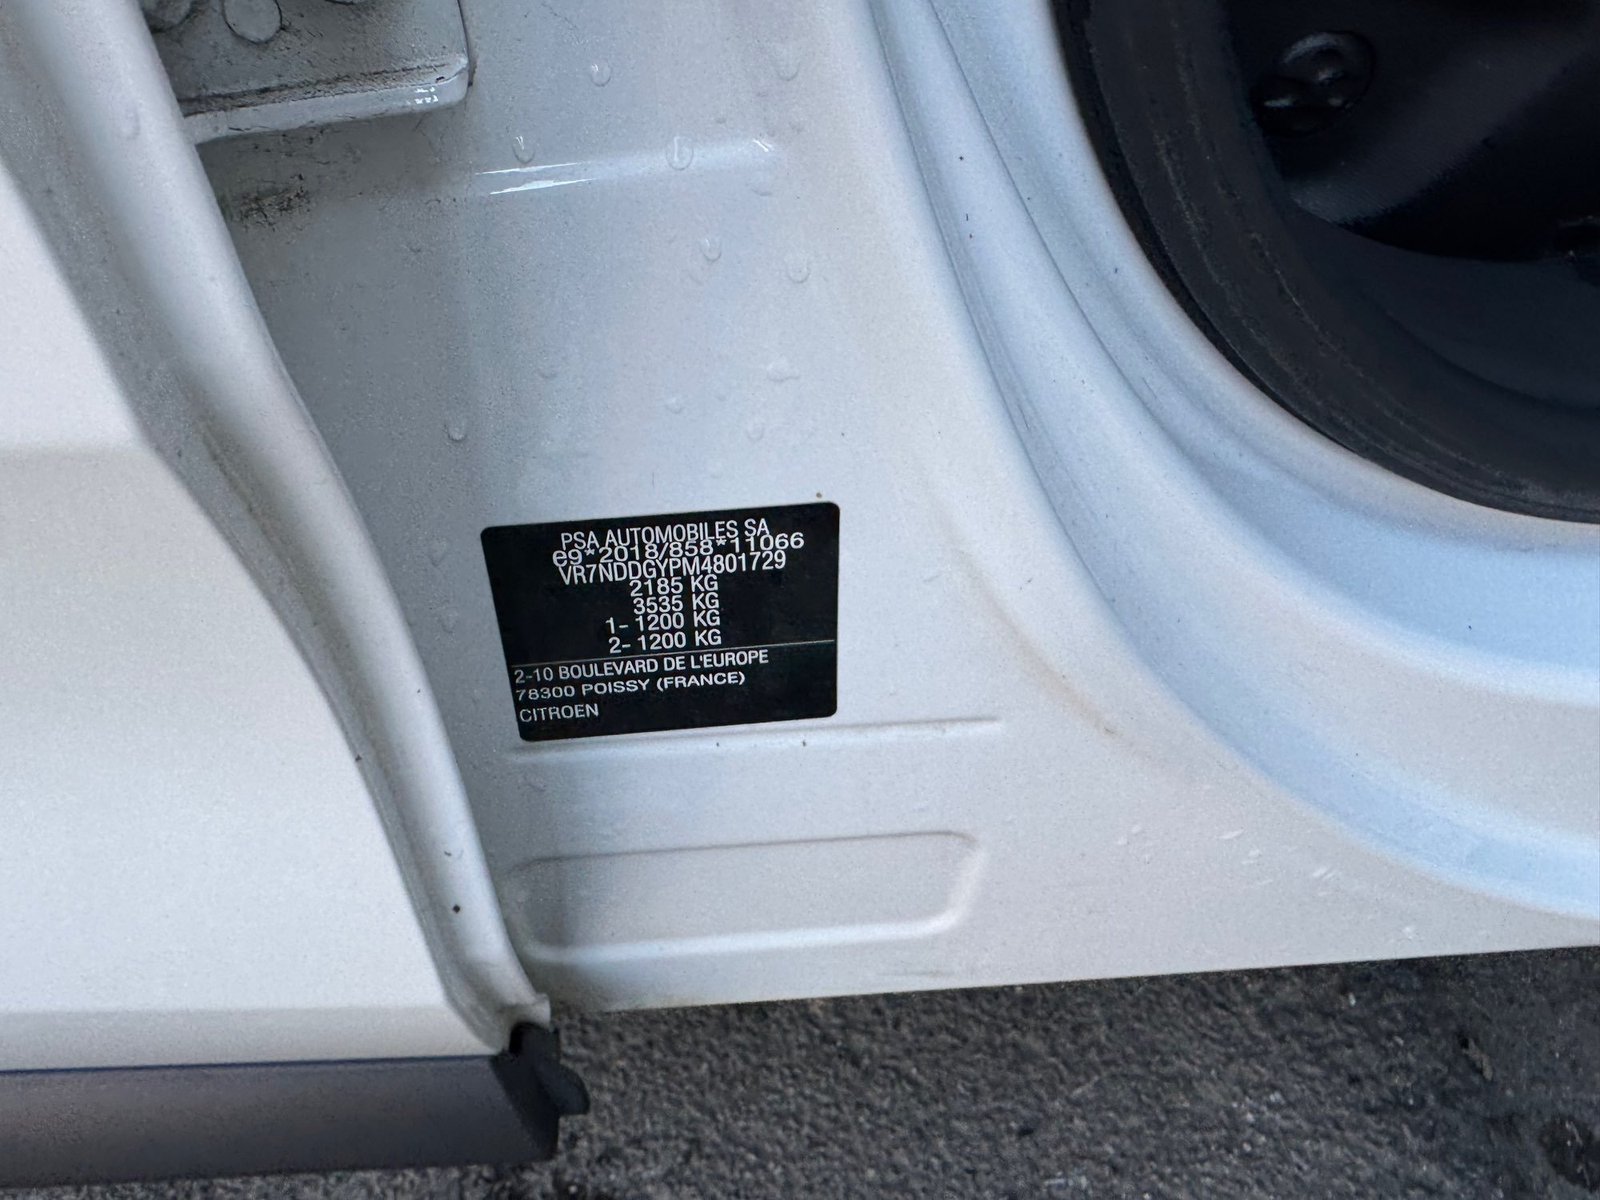 PSA AUTOMOBILES SA
e9*2018/858*11066
VR7NDDGYPM4801729
2185 KG
3535 KG
1- 1200 KG
2- 1200 KG
2-10 BOULEVARD DE L'EUROPE
78300 POISSY (FRANCE)
CITROEN